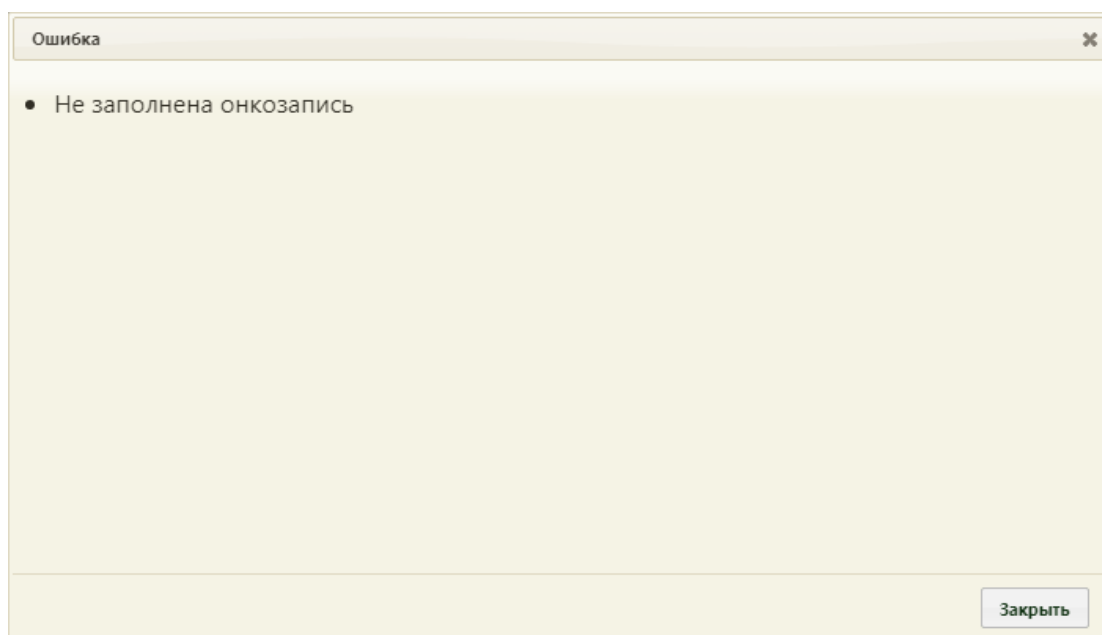 Ошибка
Не заполнена онкозапись
Закрыть